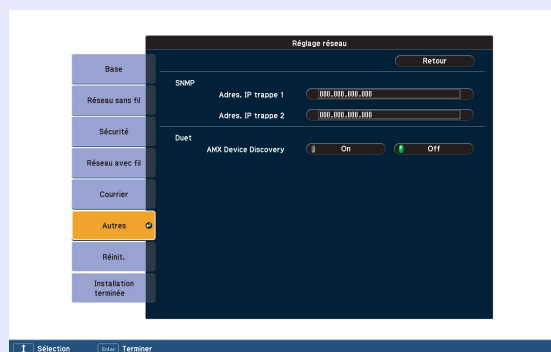 Réglage réseau
Retour
Base
Réseau sans fil
Sécurité
Réseau avec fil
Courrier
Autres
Réinit.
Installation
terminée
SNMP
Adres. IP trappe 1 000.000.000.000
Adres. IP trappe 2 000.000.000.000
Duet
AMX Device Discovery On Off
Sélection Enter Terminer